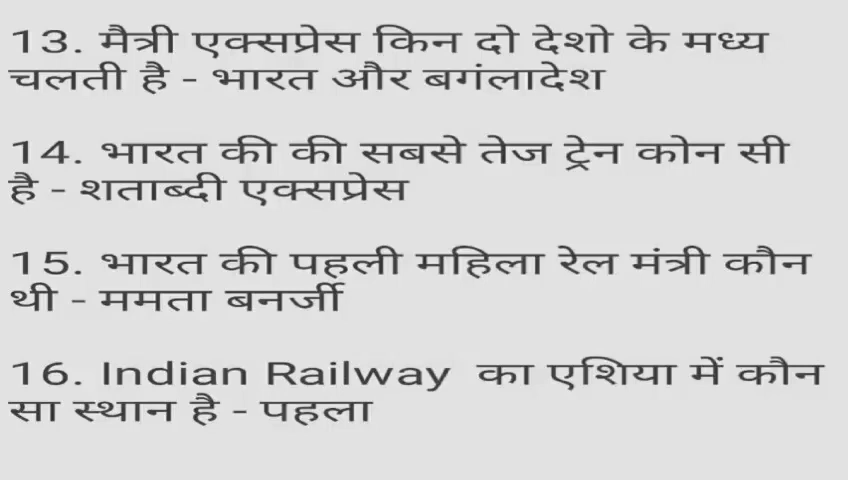 13. मैत्री एक्सप्रेस किन दो देशो के मध्य
चलती है - भारत और बगंलादेश
14. भारत की की सबसे तेज ट्रेन कोन सी
है - शताब्दी एक्सप्रेस
15. भारत की पहली महिला रेल मंत्री कौन
थी - ममता बनर्जी
16. Indian Railway का एशिया में कौन
सा स्थान है - पहला